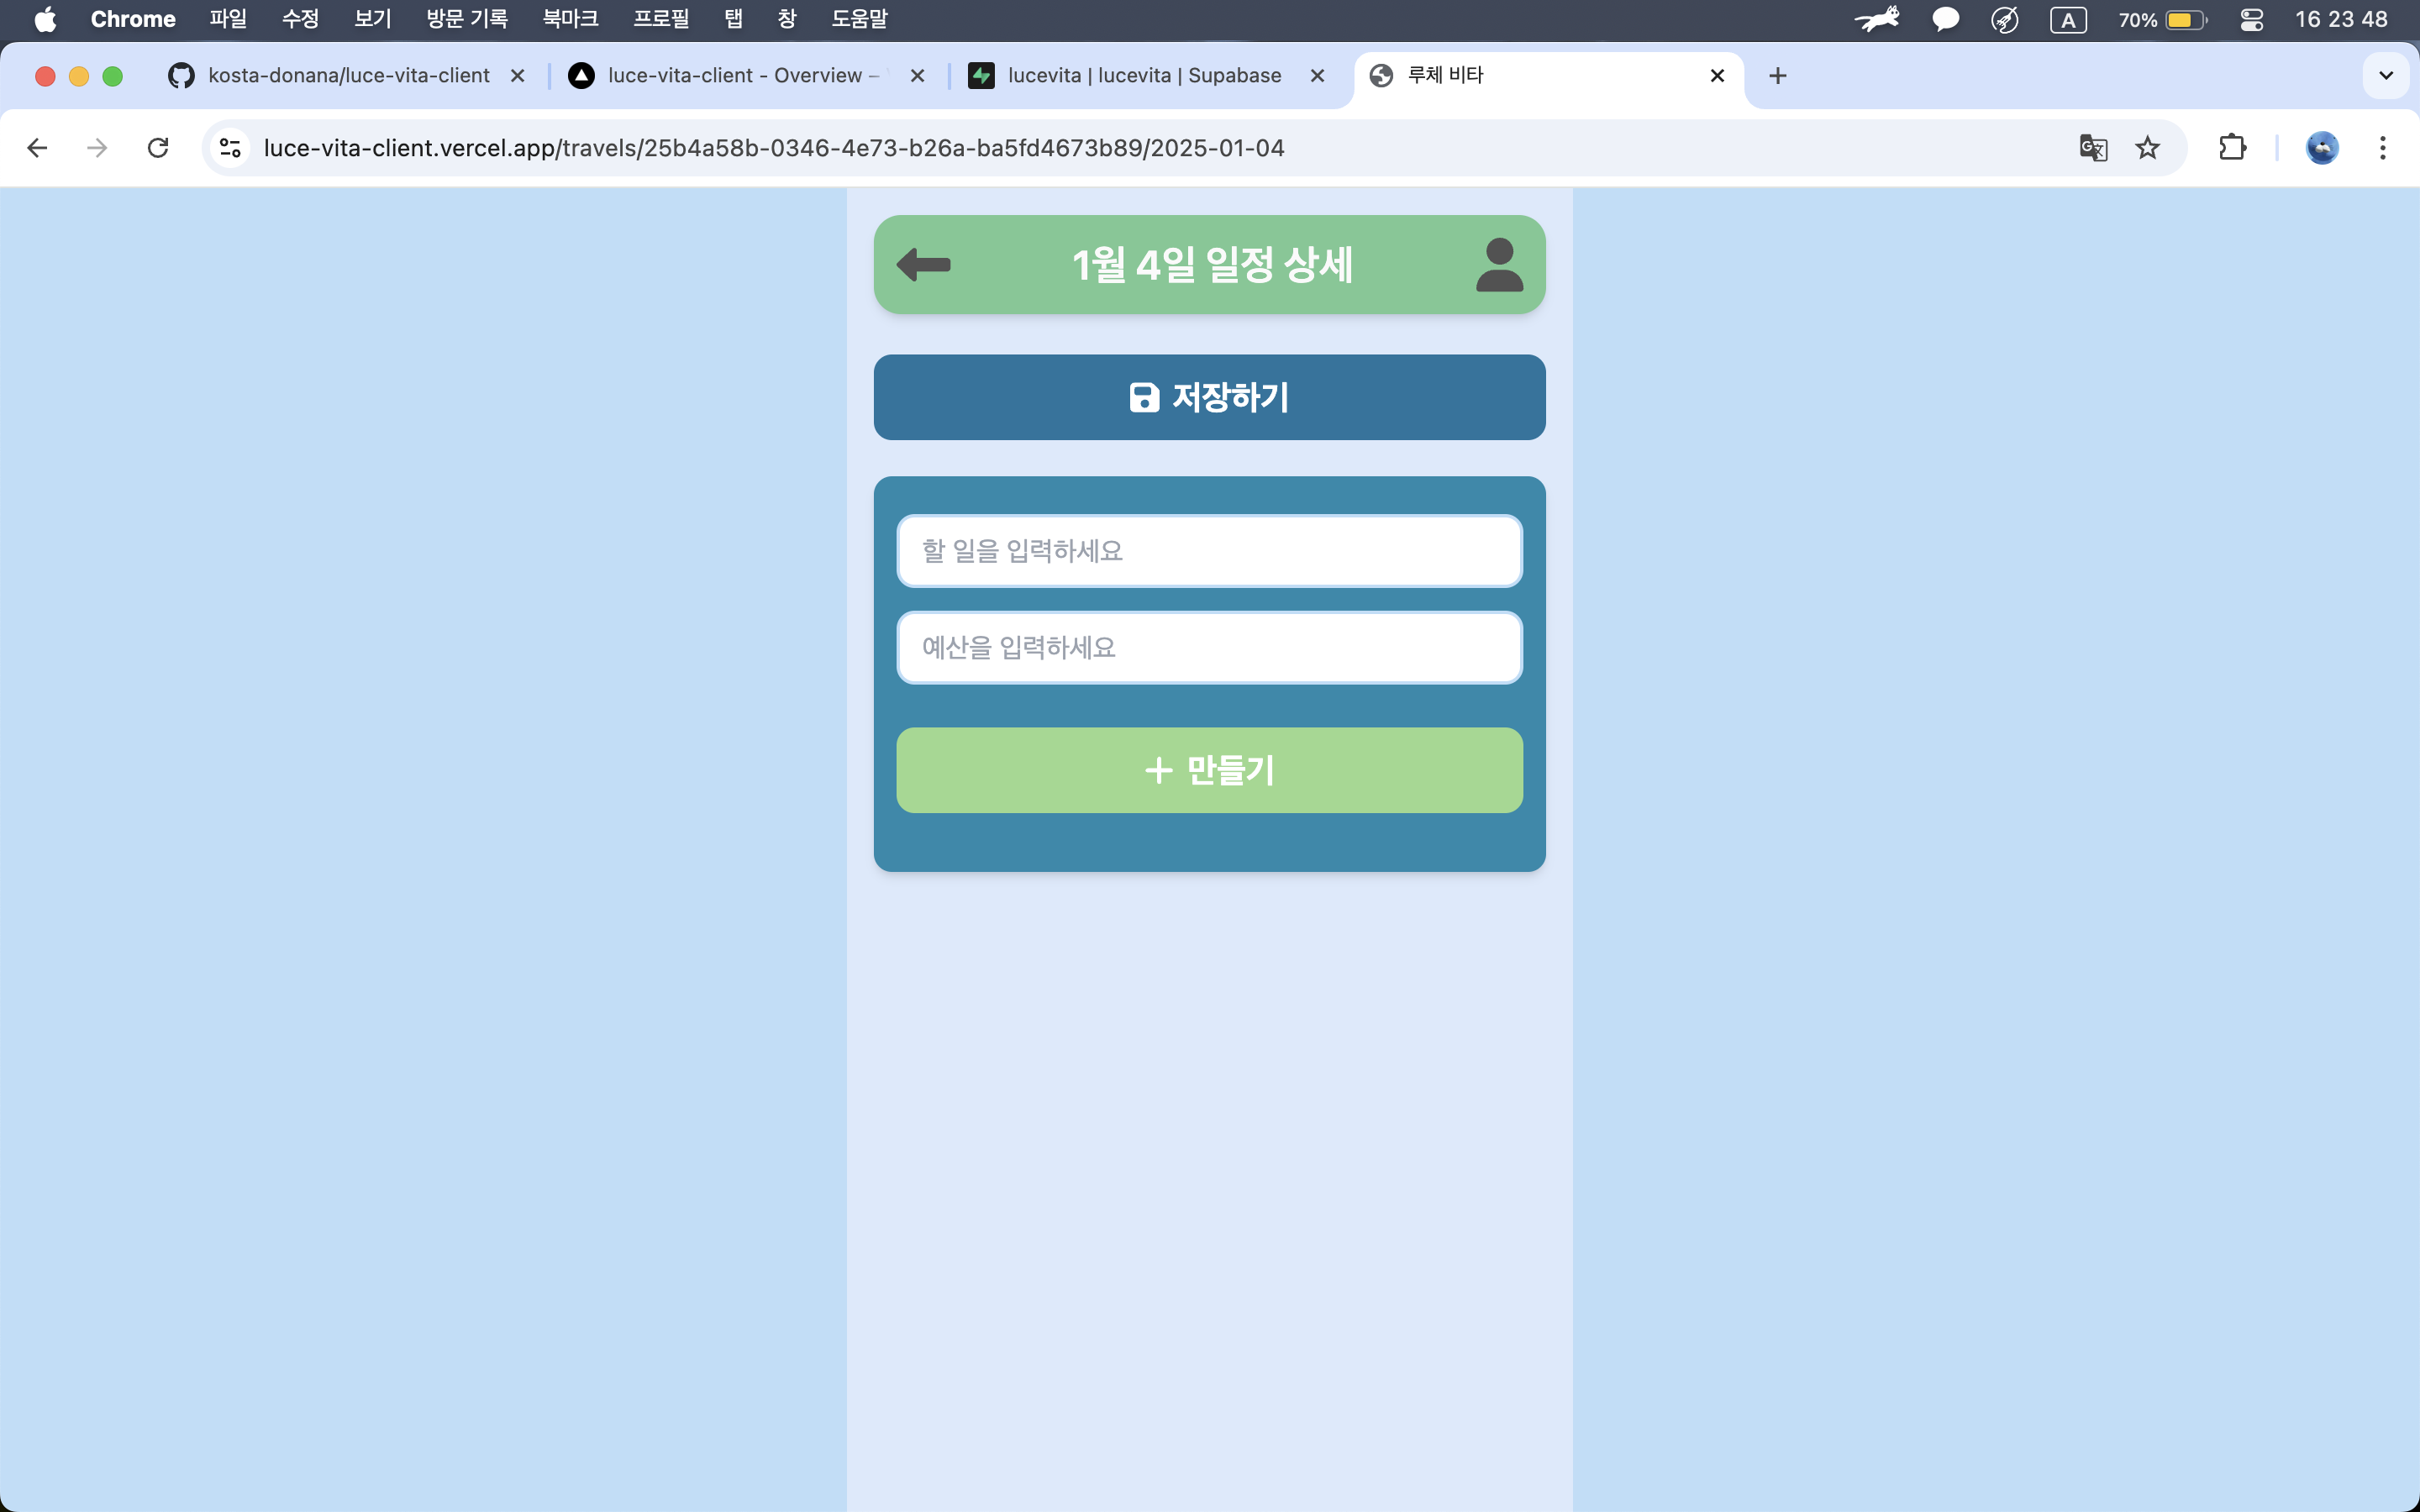 Chrome 파일 수정 보기 방문 기록 북마크 프로필 탭 창 도움말 A 70% 16 23 48
kosta-donana/luce-vita-client luce-vita-client - Overview – lucevita | lucevita | Supabase 루체 비타
luce-vita-client.vercel.app/travels/25b4a58b-0346-4e73-b26a-ba5fd4673b89/2025-01-04
1월 4일 일정 상세
저장하기
할 일을 입력하세요
예산을 입력하세요
+ 만들기